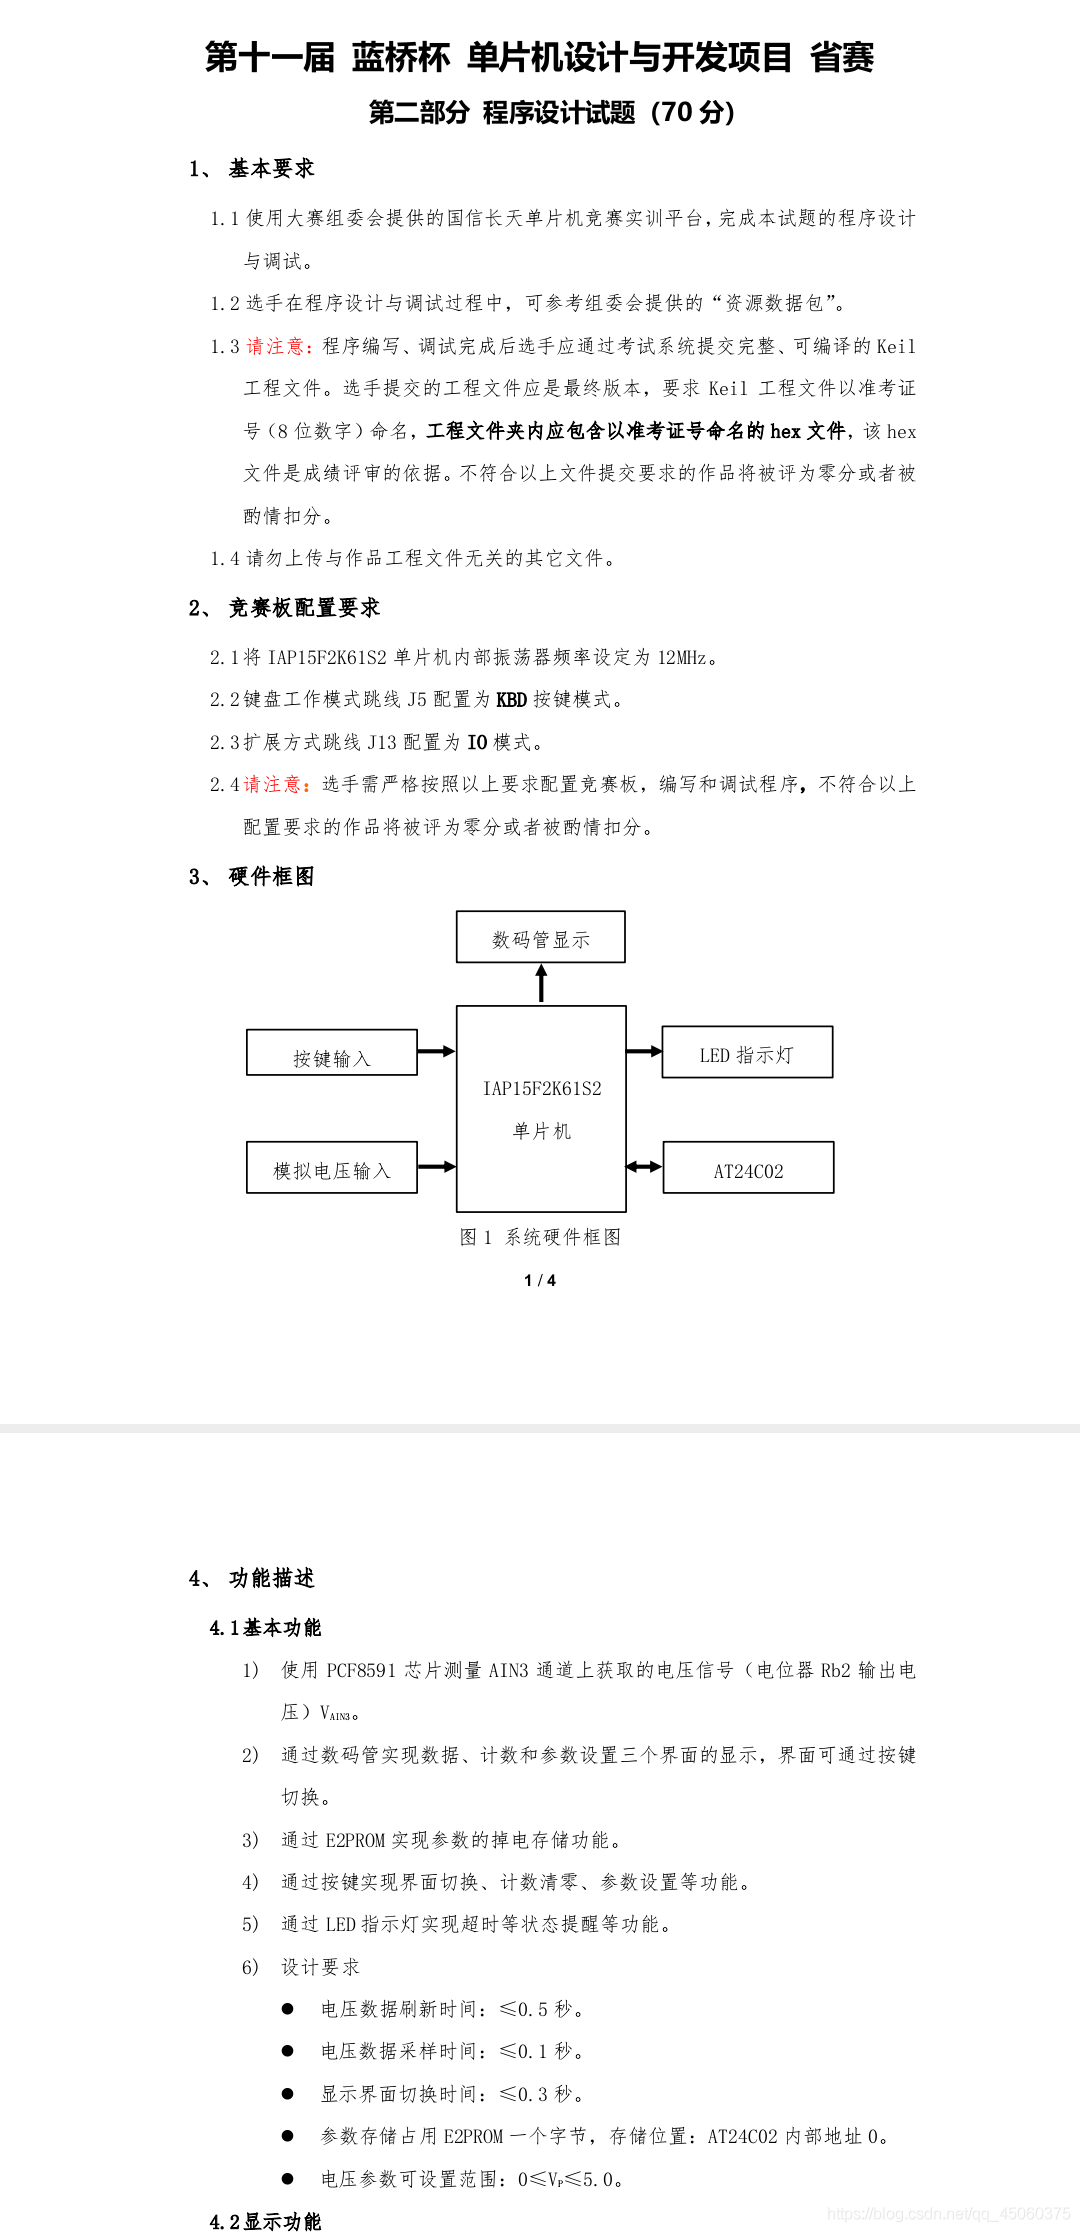 第十一届 蓝桥杯 单片机设计与开发项目 省赛
第二部分 程序设计试题（70 分）
1、 基本要求
1.1 使用大赛组委会提供的国信长天单片机竞赛实训平台，完成本试题的程序设计
与调试。
1.2 选手在程序设计与调试过程中，可参考组委会提供的“资源数据包”。
1.3 请注意：程序编写、调试完成后选手应通过考试系统提交完整、可编译的 Keil
工程文件。选手提交的工程文件应是最终版本，要求 Keil 工程文件以准考证
号（8 位数字）命名，工程文件夹内应包含以准考证号命名的 hex 文件，该 hex
文件是成绩评审的依据。不符合以上文件提交要求的作品将被评为零分或者被
酌情扣分。
1.4 请勿上传与作品工程文件无关的其它文件。
2、 竞赛板配置要求
2.1将 IAP15F2K61S2 单片机内部振荡器频率设定为 12MHz。
2.2键盘工作模式跳线 J5 配置为 KBD 按键模式。
2.3扩展方式跳线 J13 配置为 IO 模式。
2.4请注意：选手需严格按照以上要求配置竞赛板，编写和调试程序，不符合以上
配置要求的作品将被评为零分或者被酌情扣分。
3、 硬件框图
数码管显示
按键输入
LED 指示灯
IAP15F2K61S2
单片机
模拟电压输入
AT24C02
图 1 系统硬件框图
1 / 4
4、 功能描述
4.1基本功能
1) 使用 PCF8591 芯片测量 AIN3 通道上获取的电压信号（电位器 Rb2 输出电
压）VAIN3。
2) 通过数码管实现数据、计数和参数设置三个界面的显示，界面可通过按键
切换。
3) 通过 E2PROM 实现参数的掉电存储功能。
4) 通过按键实现界面切换、计数清零、参数设置等功能。
5) 通过 LED 指示灯实现超时等状态提醒等功能。
6) 设计要求
● 电压数据刷新时间：≤0.5 秒。
● 电压数据采样时间：≤0.1 秒。
● 显示界面切换时间：≤0.3 秒。
● 参数存储占用 E2PROM 一个字节，存储位置：AT24C02 内部地址 0。
● 电压参数可设置范围：0≤VP≤5.0。
4.2显示功能
https://blog.csdn.net/qq_45060375